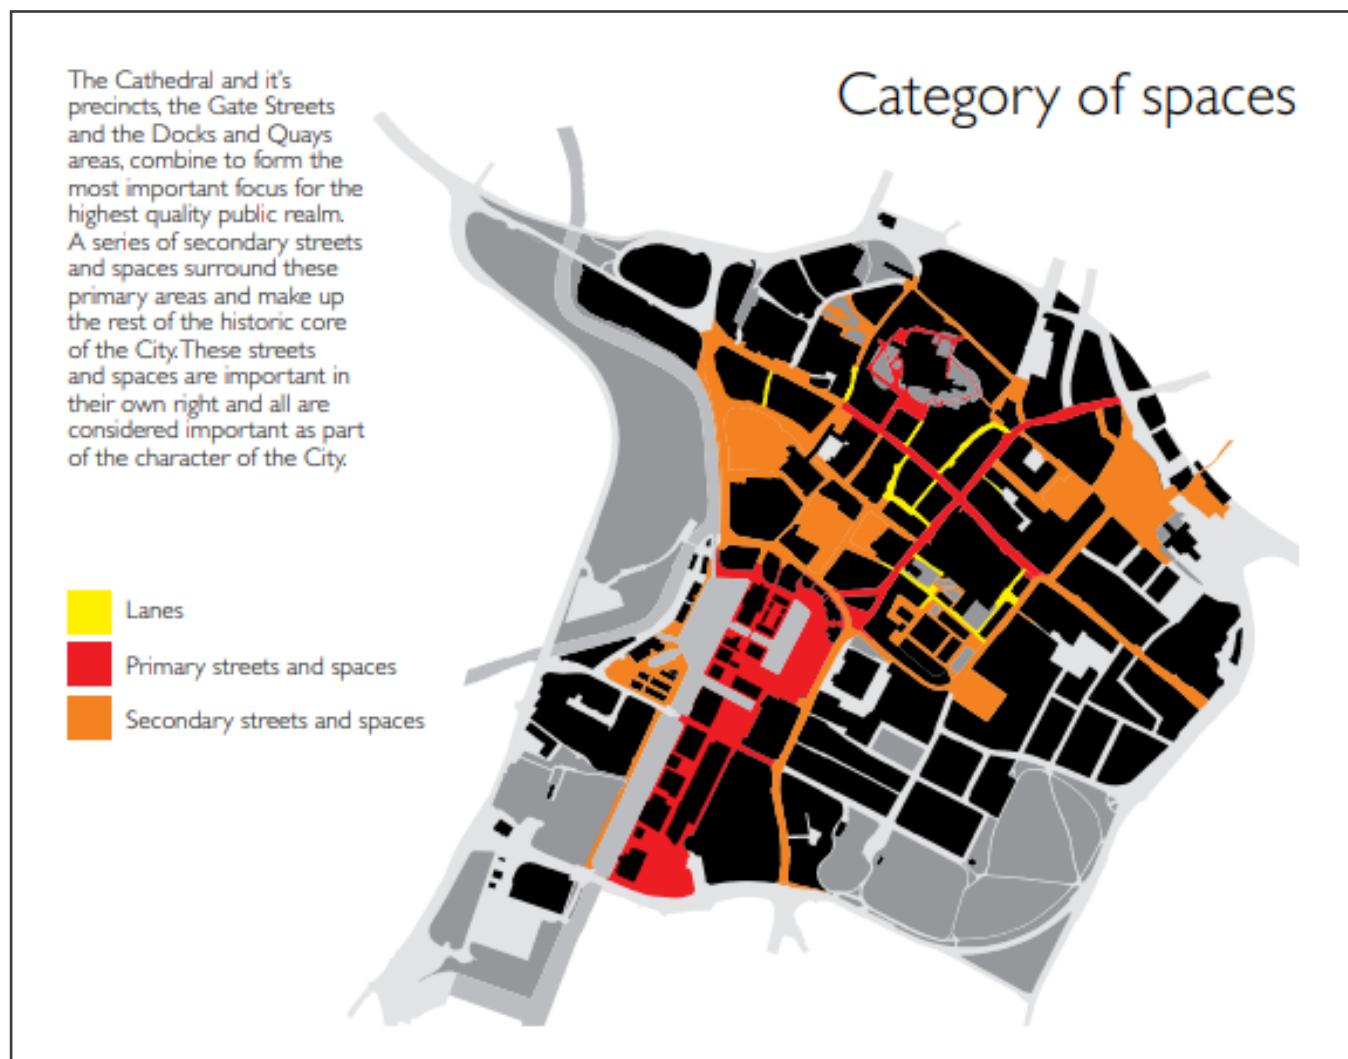 Category of spaces
The Cathedral and it's
precincts, the Gate Streets
and the Docks and Quays
areas, combine to form the
most important focus for the
highest quality public realm.
A series of secondary streets
and spaces surround these
primary areas and make up
the rest of the historic core
of the City. These streets
and spaces are important in
their own right and all are
considered important as part
of the character of the City.
Lanes
Primary streets and spaces
Secondary streets and spaces